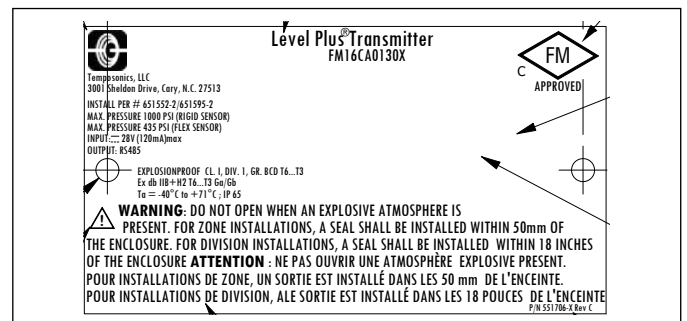 Level Plus® Transmitter
FM16CA0130X
C
FM
APPROVED
Temposonics, LLC
3001 Sheldon Drive, Cary, N.C. 27513
INSTALL PER # 651552-2/651595-2
MAX. PRESSURE 1000 PSI (RIGID SENSOR)
MAX. PRESSURE 435 PSI (FLEX SENSOR)
INPUT: ⎓ 28V (120mA)max
OUTPUT: RS485
EXPLOSIONPROOF CL. I, DIV. 1, GR. BCD T6...T3
Ex db IIB+H2 T6...T3 Ga/Gb
Ta = -40°C to +71°C ; IP 65
WARNING: DO NOT OPEN WHEN AN EXPLOSIVE ATMOSPHERE IS
PRESENT. FOR ZONE INSTALLATIONS, A SEAL SHALL BE INSTALLED WITHIN 50mm OF
THE ENCLOSURE. FOR DIVISION INSTALLATIONS, A SEAL SHALL BE INSTALLED WITHIN 18 INCHES
OF THE ENCLOSURE ATTENTION : NE PAS OUVRIR UNE ATMOSPHÈRE EXPLOSIVE PRESENT.
POUR INSTALLATIONS DE ZONE, UN SORTIE EST INSTALLÉ DANS LES 50 mm DE L'ENCEINTE.
POUR INSTALLATIONS DE DIVISION, ALE SORTIE EST INSTALLÉ DANS LES 18 POUCES DE L'ENCEINTE
P/N 551706-X Rev C